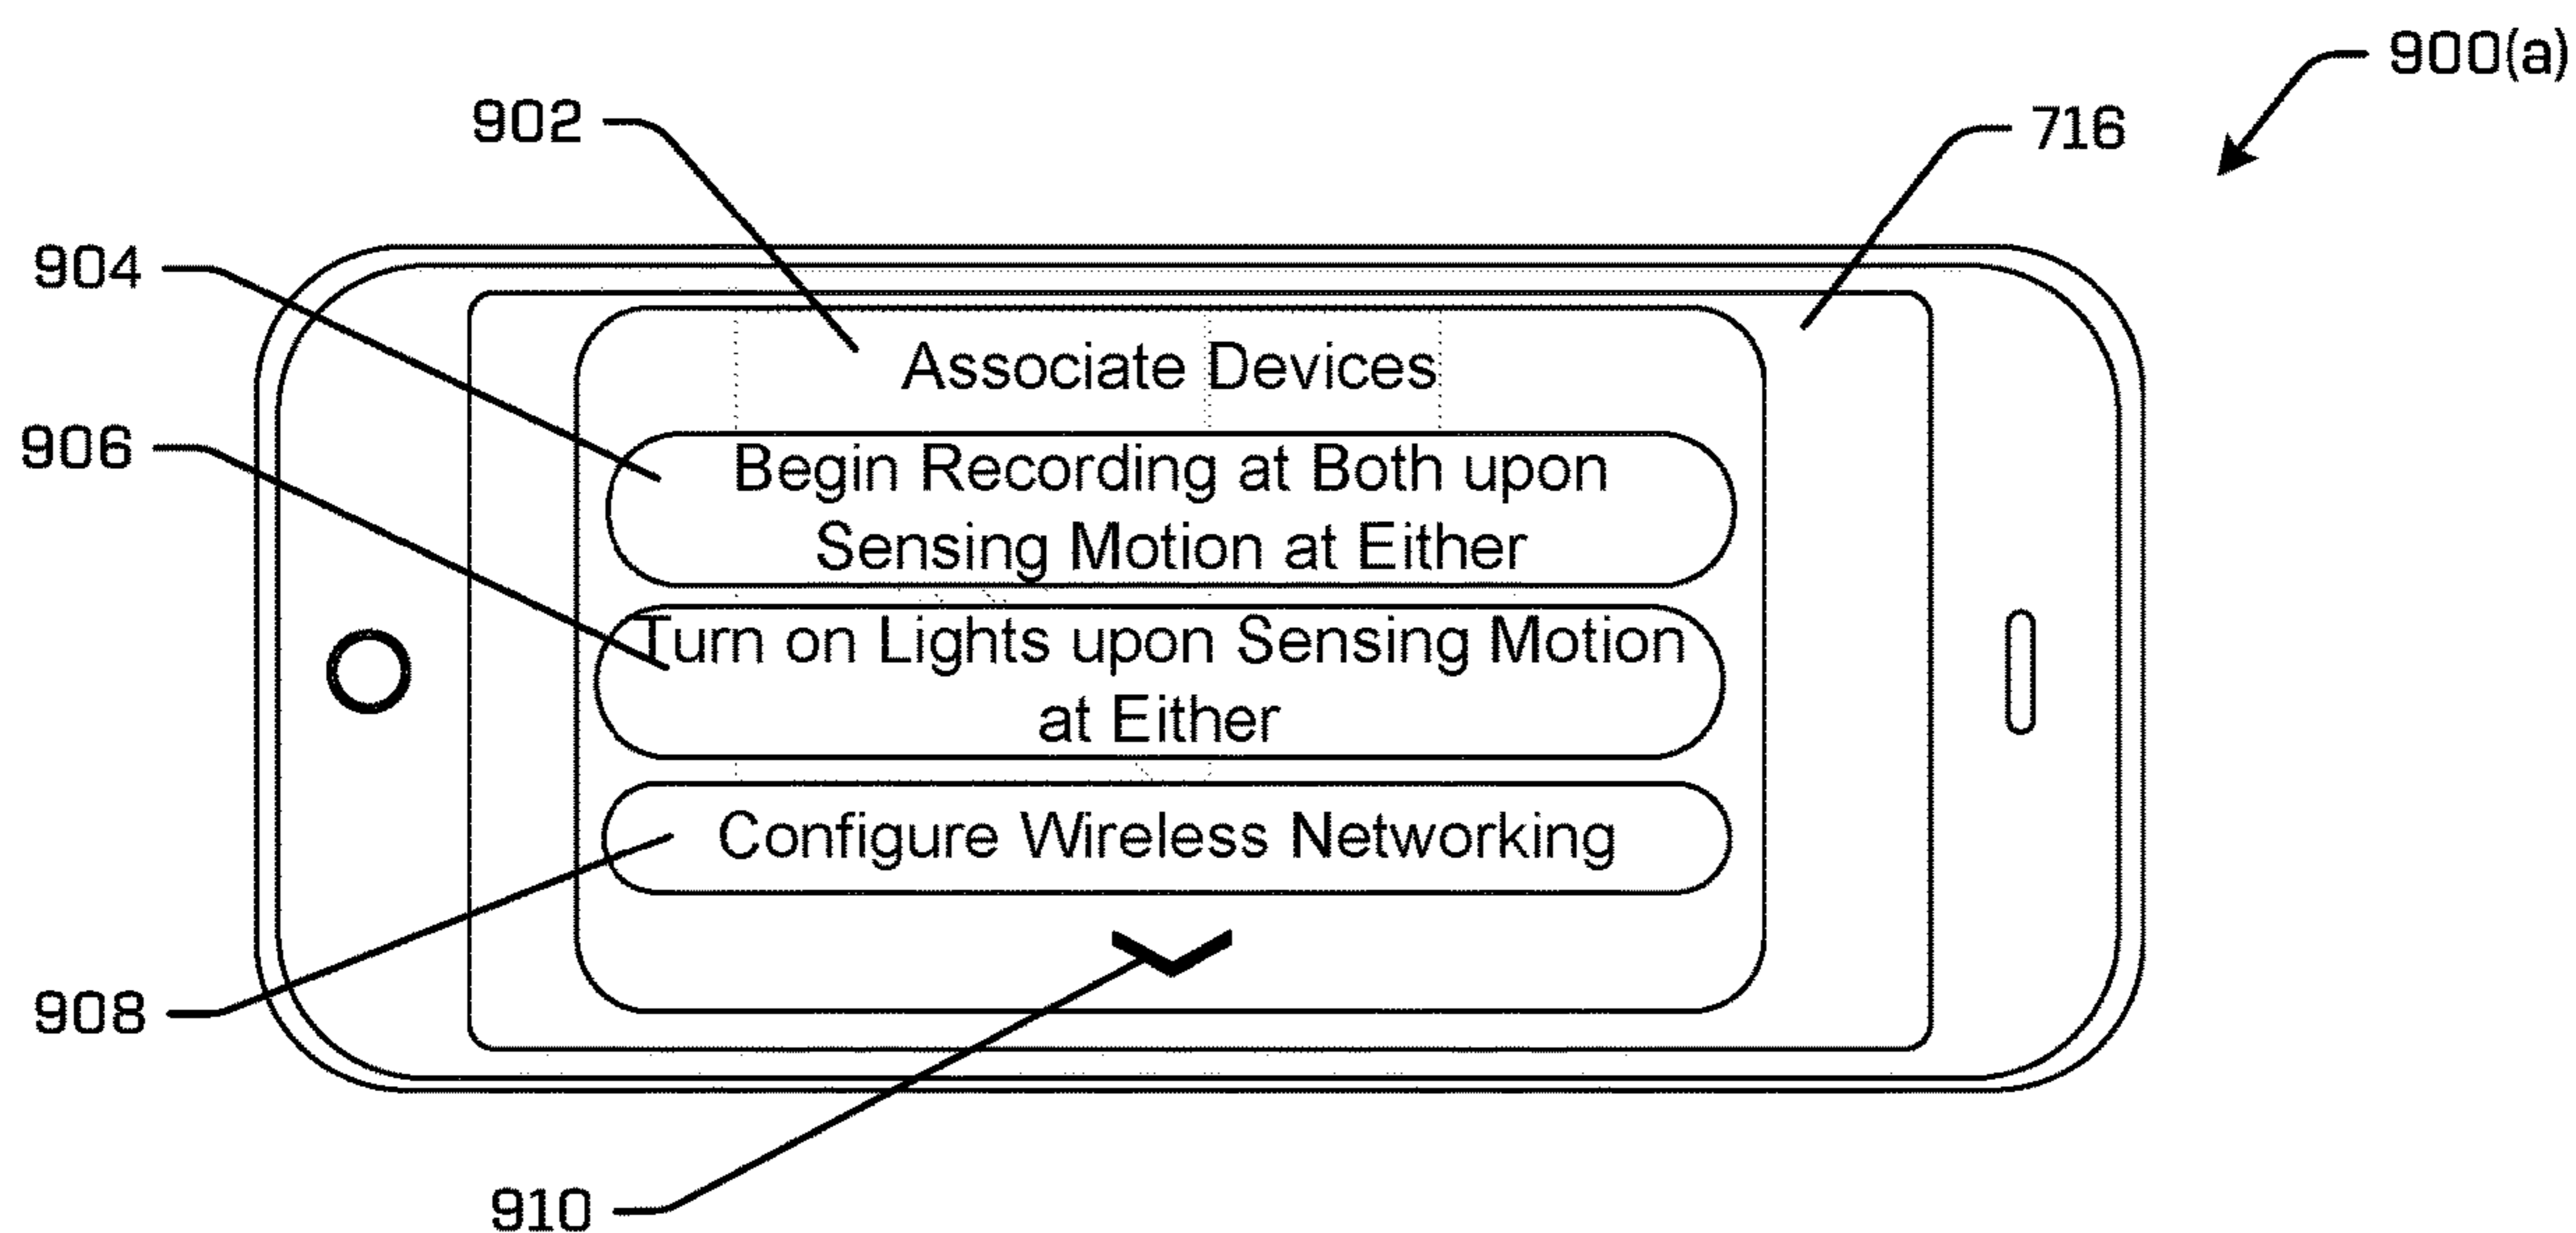 900(a)
902
716
904
Associate Devices
906
Begin Recording at Both upon
Sensing Motion at Either
Turn on Lights upon Sensing Motion
at Either
Configure Wireless Networking
908
910